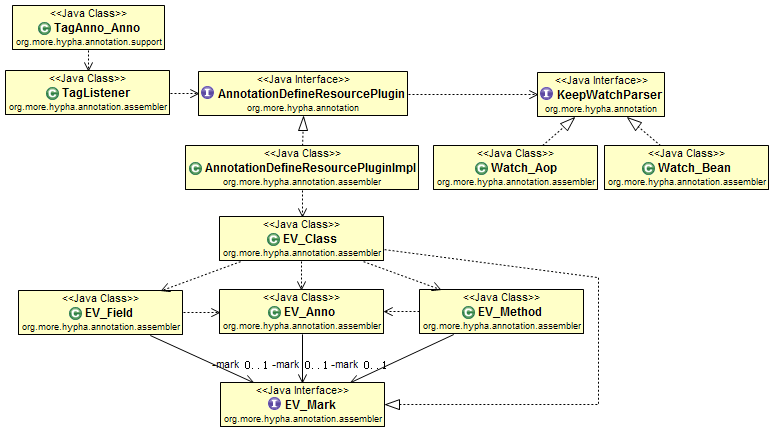 <<Java Class>>
TagAnno_Anno
org.more.hypha.annotation.support
<<Java Class>>
TagListener
org.more.hypha.annotation.assembler
<<Java Interface>>
AnnotationDefineResourcePlugin
org.more.hypha.annotation
<<Java Interface>>
KeepWatchParser
org.more.hypha.annotation
<<Java Class>>
AnnotationDefineResourcePluginImpl
org.more.hypha.annotation.assembler
<<Java Class>>
Watch_Aop
org.more.hypha.annotation.assembler
<<Java Class>>
Watch_Bean
org.more.hypha.annotation.assembler
<<Java Class>>
EV_Class
org.more.hypha.annotation.assembler
<<Java Class>>
EV_Field
org.more.hypha.annotation.assembler
<<Java Class>>
EV_Anno
org.more.hypha.annotation.assembler
<<Java Class>>
EV_Method
org.more.hypha.annotation.assembler
-mark 0..1 -mark 0..1 -mark 0..1
<<Java Interface>>
EV_Mark
org.more.hypha.annotation.assembler